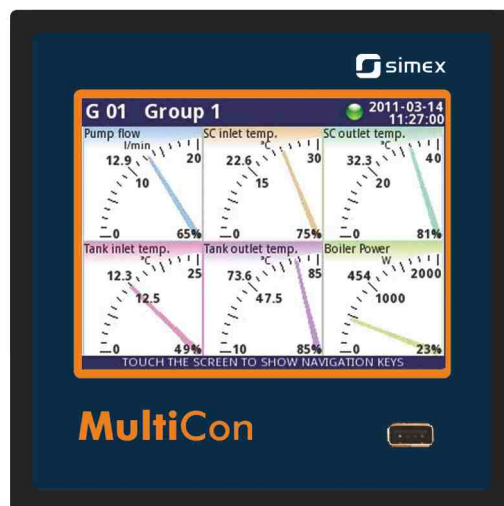 simex
G 01 Group 1
2011-03-14
11:27:00
Pump flow
l/min
12.9
20
10
0
65%
SC inlet temp.
°C
22.6
30
15
0
75%
SC outlet temp.
°C
32.3
40
20
0
81%
Tank inlet temp.
°C
12.3
25
12.5
0
49%
Tank outlet temp.
°C
73.6
85
47.5
10
85%
Boiler Power
W
454
2000
1000
0
23%
TOUCH THE SCREEN TO SHOW NAVIGATION KEYS
MultiCon